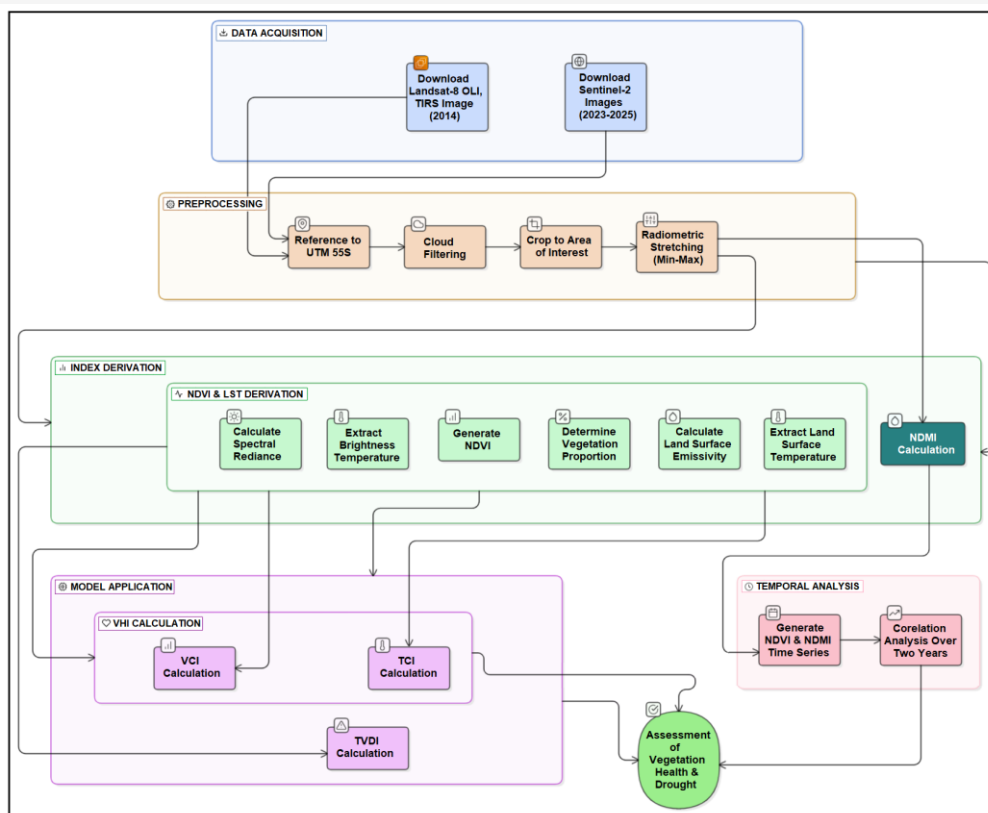 DATA ACQUISITION
Download
Landsat-8 OLI,
TIRS Image
(2014)
Download
Sentinel-2
Images
(2023-2025)
PREPROCESSING
Reference to
UTM 55S
Cloud
Filtering
Crop to Area
of Interest
Radiometric
Stretching
(Min-Max)
INDEX DERIVATION
NDVI & LST DERIVATION
Calculate
Spectral
Rediance
Extract
Brightness
Temperature
Generate
NDVI
Determine
Vegetation
Proportion
Calculate
Land Surface
Emissivity
Extract Land
Surface
Temperature
NDMI
Calculation
MODEL APPLICATION
VHI CALCULATION
VCI
Calculation
TCI
Calculation
TVDI
Calculation
TEMPORAL ANALYSIS
Generate
NDVI & NDMI
Time Series
Corelation
Analysis Over
Two Years
Assessment
of
Vegetation
Health &
Drought